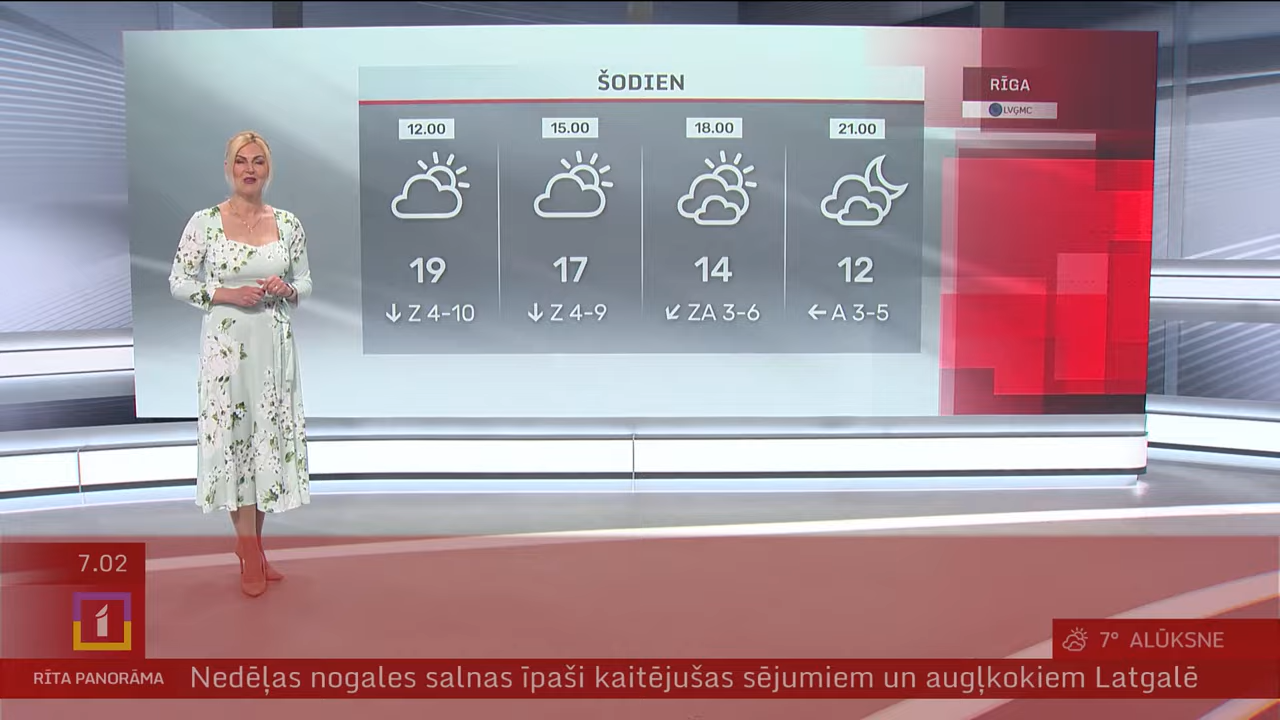 ŠODIEN
RĪGA
LVĢMC
12.00 15.00 18.00 21.00
19 17 14 12
Z 4-10 Z 4-9 ZA 3-6 A 3-5
7.02
1
7° ALŪKSNE
RĪTA PANORĀMA Nedēļas nogales salnas īpaši kaitējušas sējumiem un augļkokiem Latgalē